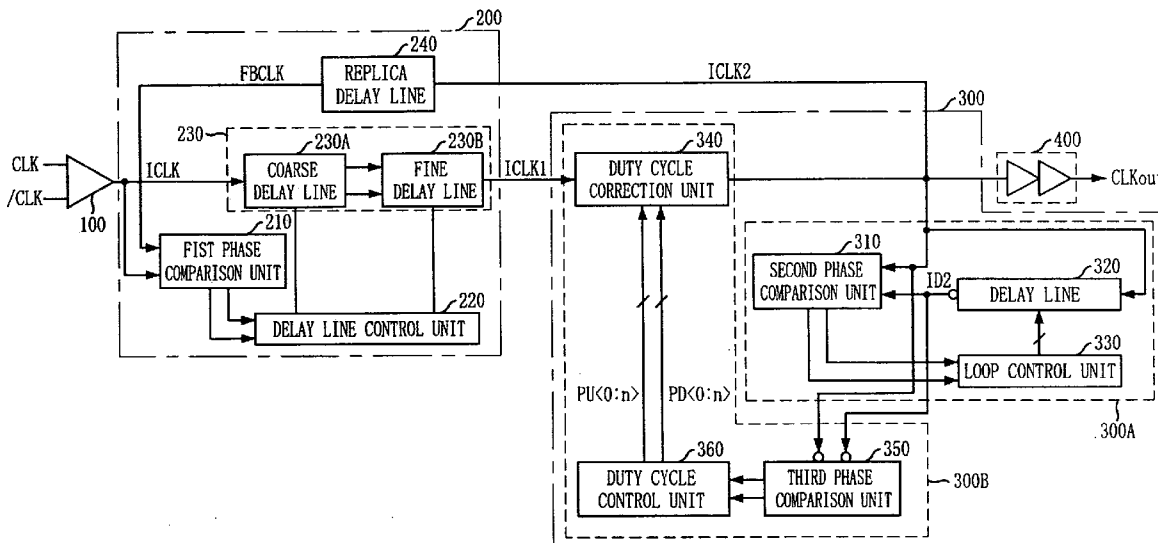 200
240
FBCLK
REPLICA
DELAY LINE
ICLK2
300
230
230A
230B
340
400
CLK
/CLK
ICLK
COARSE
DELAY LINE
FINE
DELAY LINE
ICLK1
DUTY CYCLE
CORRECTION UNIT
CLKout
100
210
FIST PHASE
COMPARISON UNIT
310
SECOND PHASE
COMPARISON UNIT
ID2
320
DELAY LINE
220
DELAY LINE CONTROL UNIT
330
LOOP CONTROL UNIT
PU<0:n>
PD<0:n>
300A
360
DUTY CYCLE
CONTROL UNIT
350
THIRD PHASE
COMPARISON UNIT
300B